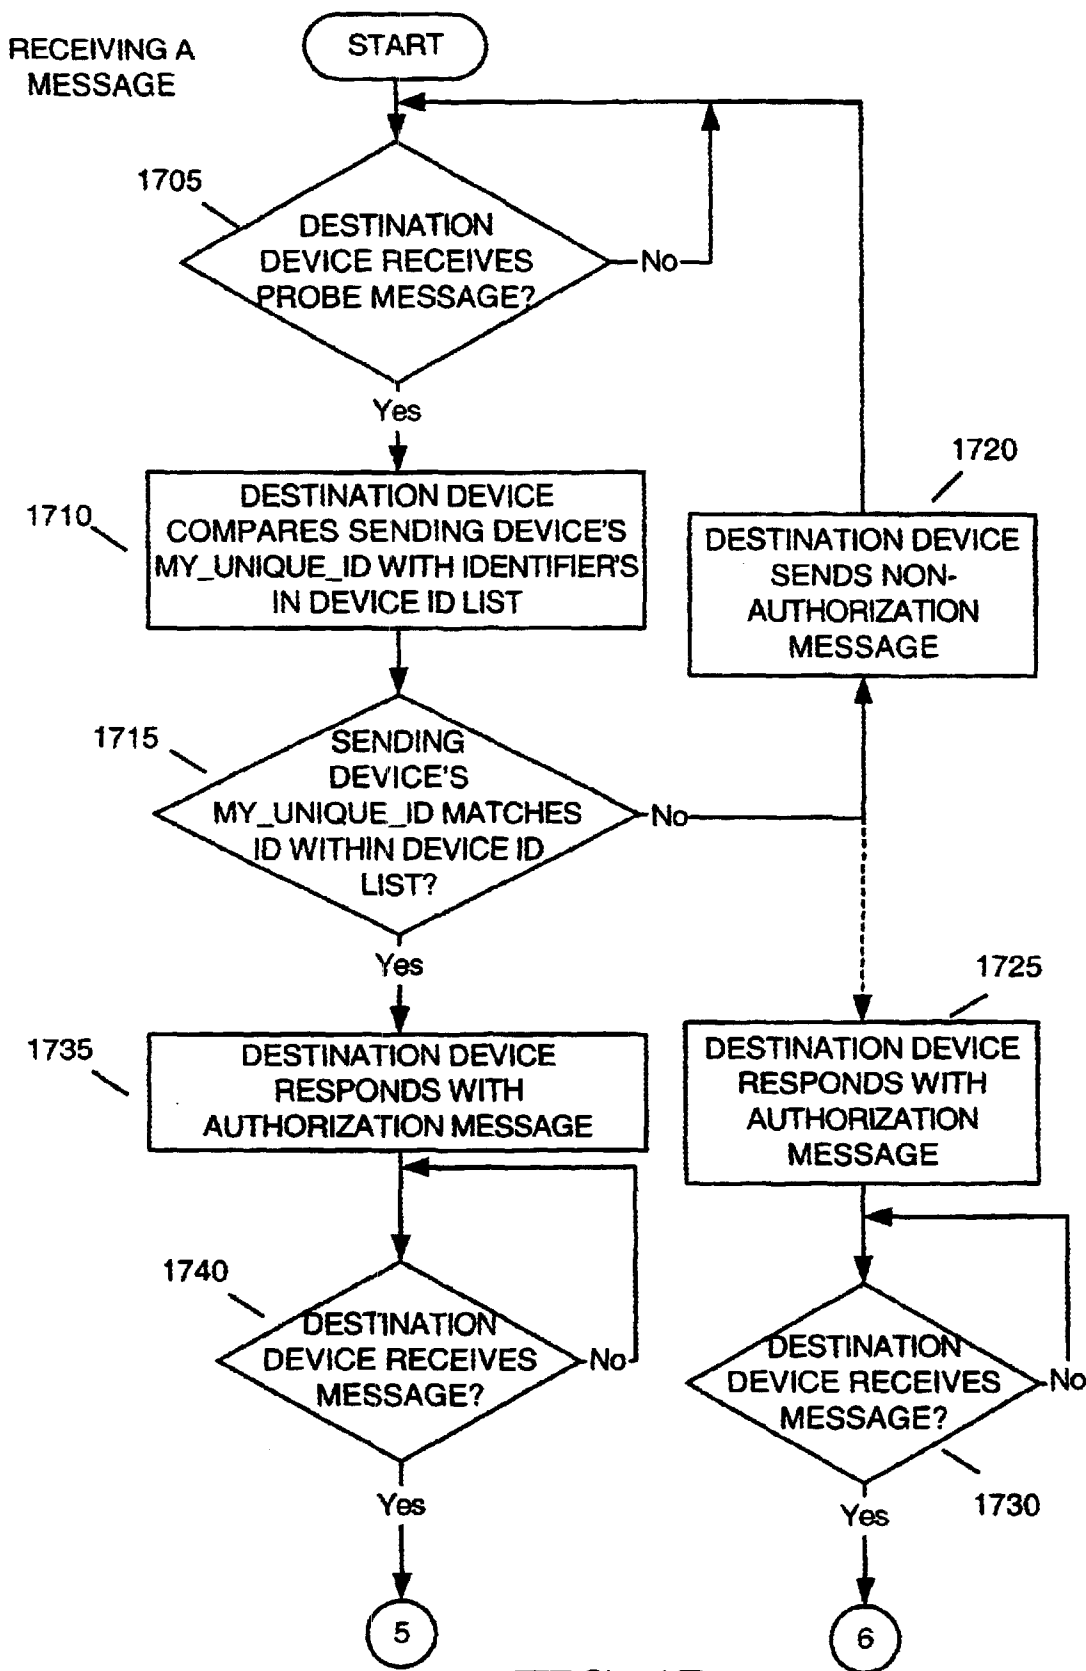 RECEIVING A
MESSAGE
START
1705
DESTINATION
DEVICE RECEIVES
PROBE MESSAGE?
No
Yes
1710
DESTINATION DEVICE
COMPARES SENDING DEVICE'S
MY_UNIQUE_ID WITH IDENTIFIER'S
IN DEVICE ID LIST
1720
DESTINATION DEVICE
SENDS NON-
AUTHORIZATION
MESSAGE
1715
SENDING
DEVICE'S
MY_UNIQUE_ID MATCHES
ID WITHIN DEVICE ID
LIST?
No
Yes
1725
DESTINATION DEVICE
RESPONDS WITH
AUTHORIZATION
MESSAGE
1735
DESTINATION DEVICE
RESPONDS WITH
AUTHORIZATION MESSAGE
1740
DESTINATION
DEVICE RECEIVES
MESSAGE?
No
Yes
DESTINATION
DEVICE RECEIVES
MESSAGE?
No
1730
Yes
5
6